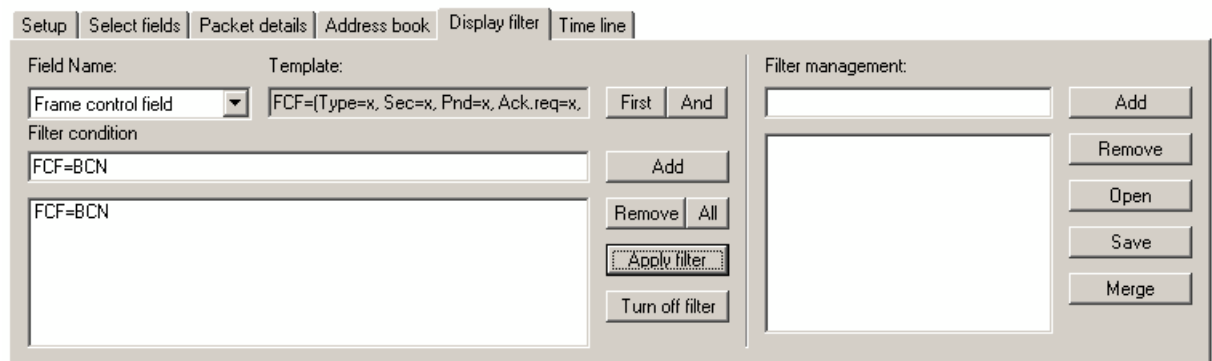 Setup Select fields Packet details Address book Display filter Time line
Field Name: Template: Filter management:
Frame control field FCF=(Type=x, Sec=x, Pnd=x, Ack.req=x, First And Add
Filter condition
FCF=BCN Add Remove
FCF=BCN Remove All Open
Apply filter Save
Turn off filter Merge